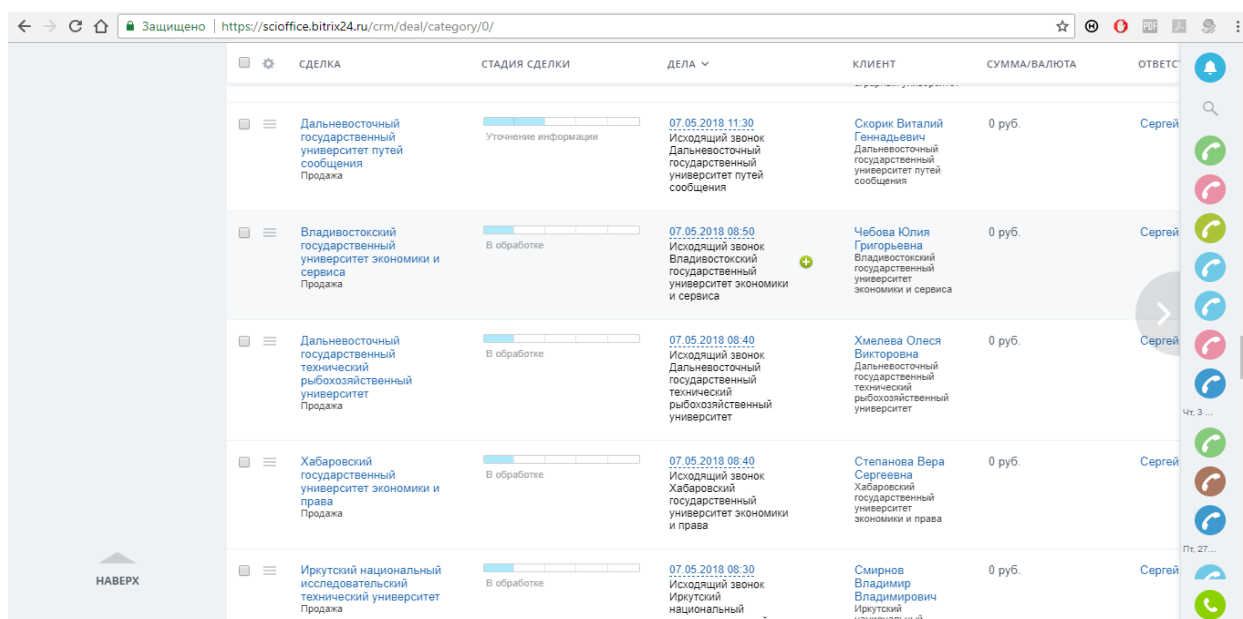 Защищено | https://scioffice.bitrix24.ru/crm/deal/category/0/
СДЕЛКА
СТАДИЯ СДЕЛКИ
ДЕЛА
КЛИЕНТ
СУММА/ВАЛЮТА
ОТВЕТС
Дальневосточный
государственный
университет путей
сообщения
Продажа
Уточнение информации
07.05.2018 11:30
Исходящий звонок
Дальневосточный
государственный
университет путей
сообщения
Скорик Виталий
Геннадьевич
Дальневосточный
государственный
университет путей
сообщения
0 руб.
Сергей
Владивостокский
государственный
университет экономики и
сервиса
Продажа
В обработке
07.05.2018 08:50
Исходящий звонок
Владивостокский
государственный
университет экономики
и сервиса
Чебова Юлия
Григорьевна
Владивостокский
государственный
университет
экономики и сервиса
0 руб.
Сергей
Дальневосточный
государственный
технический
рыбохозяйственный
университет
Продажа
В обработке
07.05.2018 08:40
Исходящий звонок
Дальневосточный
государственный
технический
рыбохозяйственный
университет
Хмелева Олеся
Викторовна
Дальневосточный
государственный
технический
рыбохозяйственный
университет
0 руб.
Сергей
Хабаровский
государственный
университет экономики и
права
Продажа
В обработке
07.05.2018 08:40
Исходящий звонок
Хабаровский
государственный
университет экономики
и права
Степанова Вера
Сергеевна
Хабаровский
государственный
университет
экономики и права
0 руб.
Сергей
Иркутский национальный
исследовательский
технический университет
Продажа
В обработке
07.05.2018 08:30
Исходящий звонок
Иркутский
национальный
Смирнов
Владимир
Владимирович
Иркутский
0 руб.
Сергей
Чт, 3 ...
Пт, 27...
НАВЕРХ
PDF